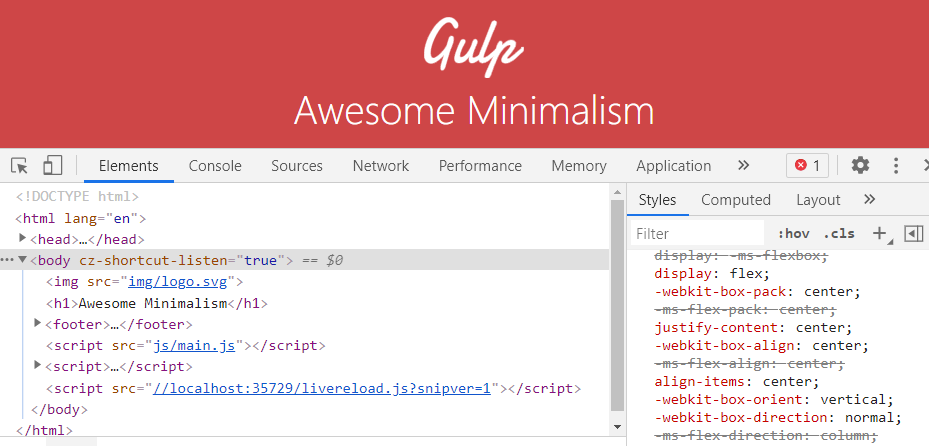 Gulp
Awesome Minimalism
Elements Console Sources Network Performance Memory Application » 1
<!DOCTYPE html>
<html lang="en">
<head>…</head>
<body cz-shortcut-listen="true"> == $0
<img src="img/logo.svg">
<h1>Awesome Minimalism</h1>
<footer>…</footer>
<script src="js/main.js"></script>
<script>…</script>
<script src="//localhost:35729/livereload.js?snipver=1"></script>
</body>
</html>
Styles Computed Layout »
Filter :hov .cls
display: -ms-flexbox;
display: flex;
-webkit-box-pack: center;
-ms-flex-pack: center;
justify-content: center;
-webkit-box-align: center;
-ms-flex-align: center;
align-items: center;
-webkit-box-orient: vertical;
-webkit-box-direction: normal;
-ms-flex-direction: column;